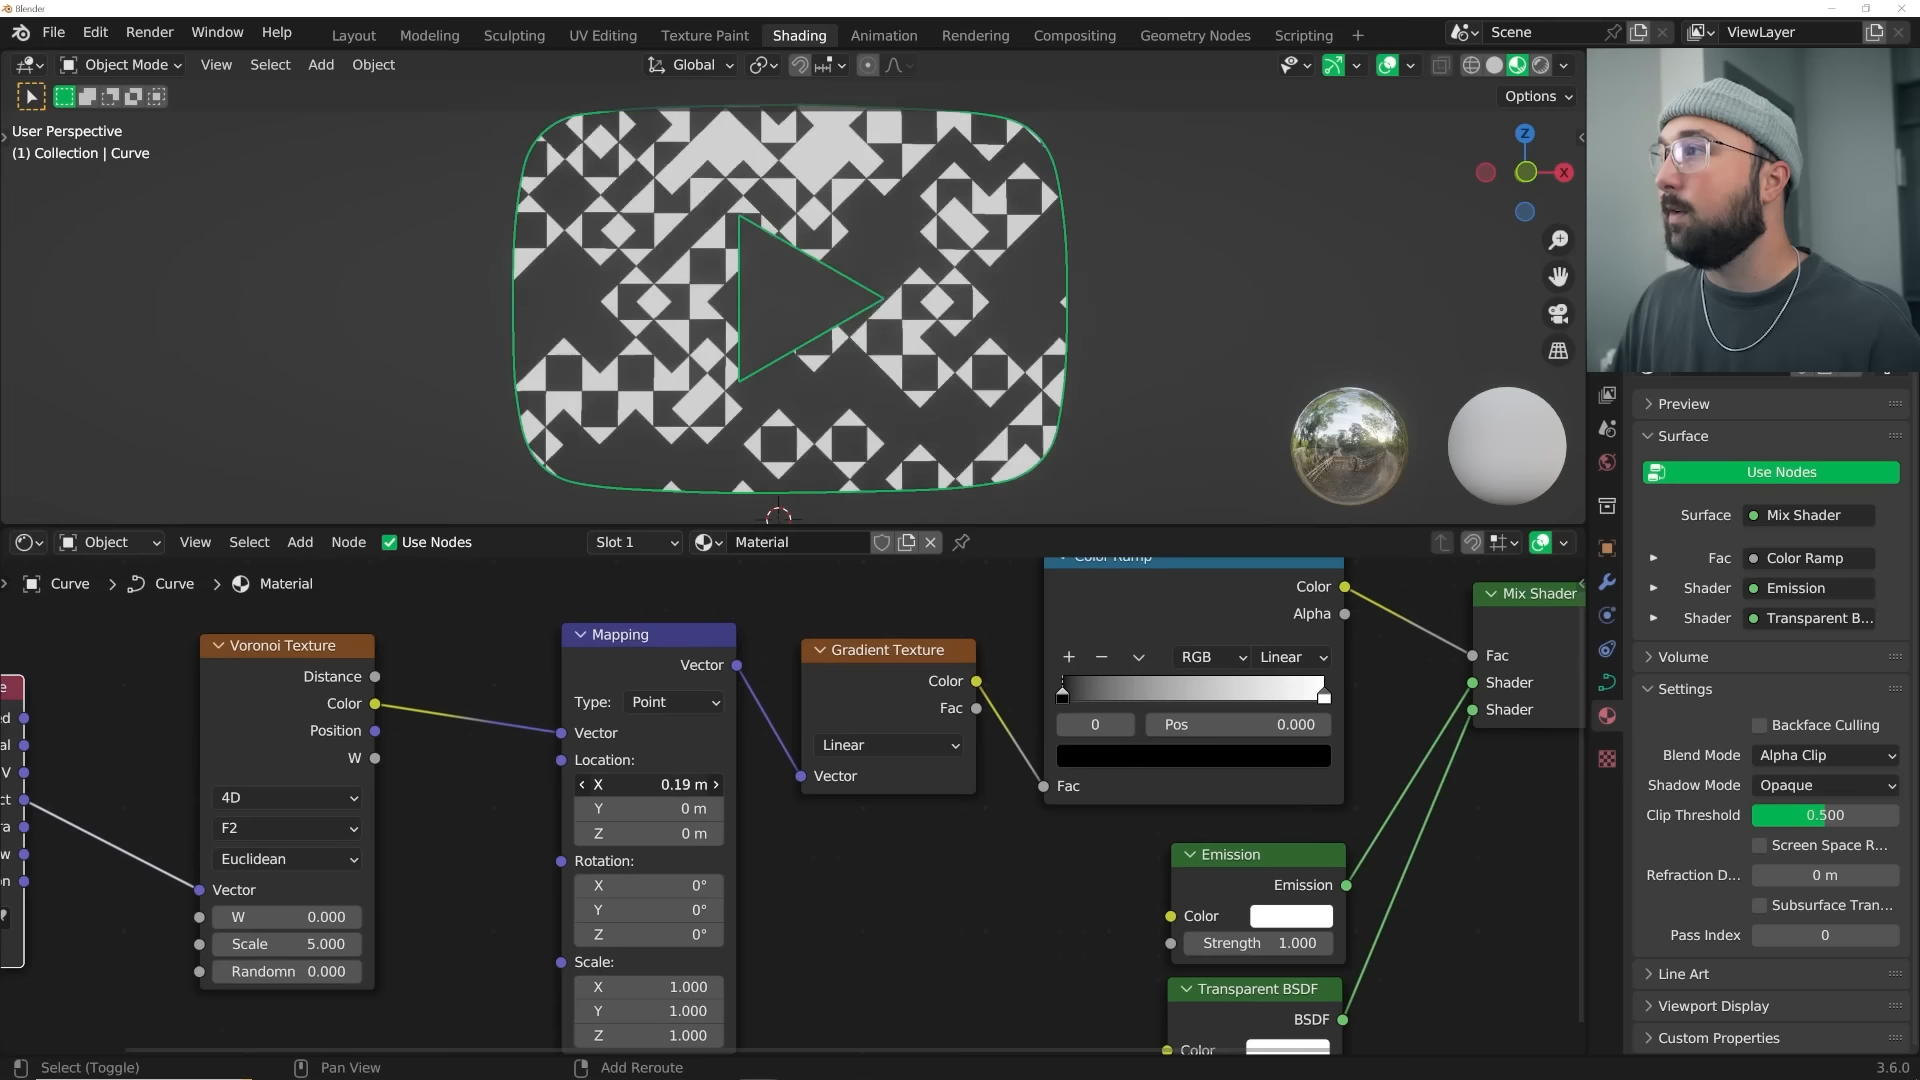 Blender
File Edit Render Window Help
Layout Modeling Sculpting UV Editing Texture Paint Shading Animation Rendering Compositing Geometry Nodes Scripting +
Scene
ViewLayer
Object Mode View Select Add Object
Global
Options
User Perspective
(1) Collection | Curve
Z
X
Object View Select Add Node Use Nodes
Slot 1
Material
Curve > Curve > Material
Voronoi Texture
Distance
Color
Position
W
4D
F2
Euclidean
Vector
W 0.000
Scale 5.000
Randomn 0.000
Mapping
Vector
Type: Point
Vector
Location:
X 0.19 m
Y 0 m
Z 0 m
Rotation:
X 0°
Y 0°
Z 0°
Scale:
X 1.000
Y 1.000
Z 1.000
Gradient Texture
Color
Fac
Linear
Vector
Color Ramp
Color
Alpha
+ − RGB Linear
0 Pos 0.000
Fac
Emission
Emission
Color
Strength 1.000
Transparent BSDF
BSDF
Color
Mix Shader
Fac
Shader
Shader
Preview
Surface
Use Nodes
Surface Mix Shader
Fac Color Ramp
Shader Emission
Shader Transparent B...
Volume
Settings
Backface Culling
Blend Mode Alpha Clip
Shadow Mode Opaque
Clip Threshold 0.500
Screen Space R...
Refraction D... 0 m
Subsurface Tran...
Pass Index 0
Line Art
Viewport Display
Custom Properties
Select (Toggle) Pan View Add Reroute
3.6.0